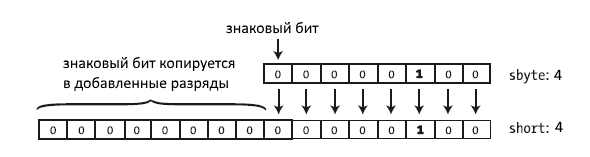 знаковый бит
знаковый бит копируется
в добавленные разряды
0 0 0 0 0 1 0 0 sbyte: 4
0 0 0 0 0 0 0 0 0 0 0 0 0 1 0 0 short: 4